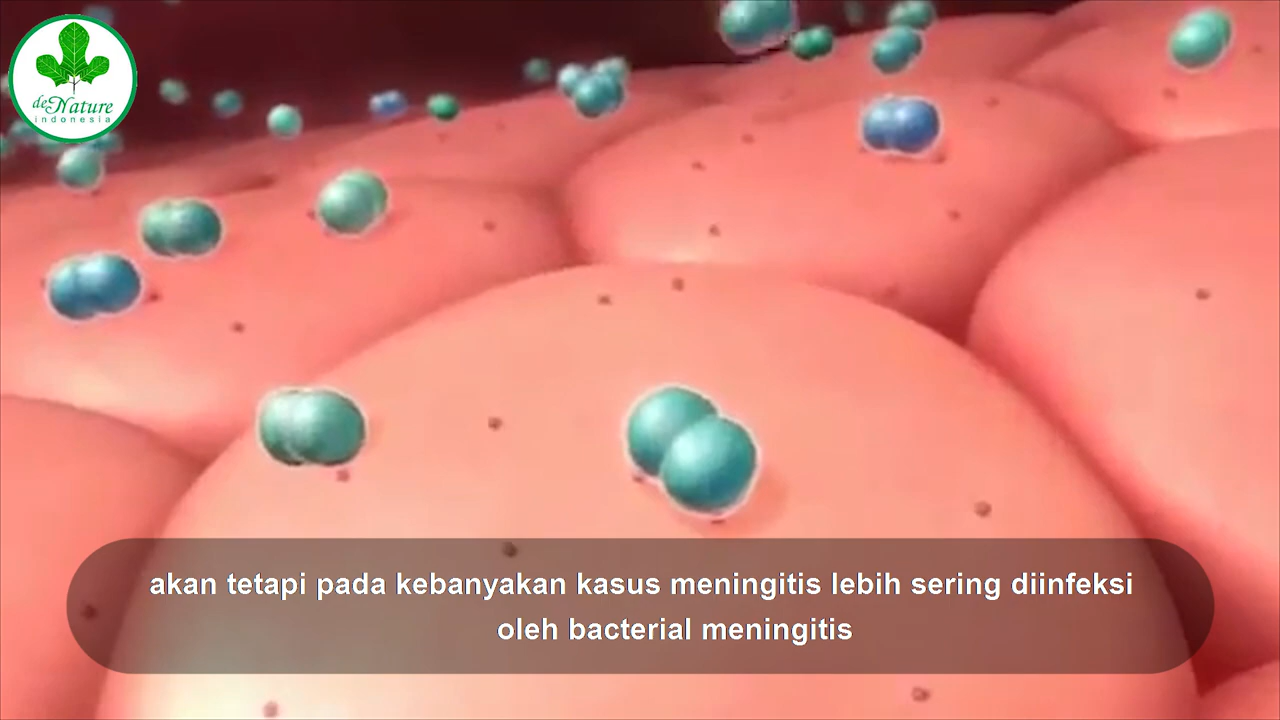 deNature
indonesia
akan tetapi pada kebanyakan kasus meningitis lebih sering diinfeksi
oleh bacterial meningitis